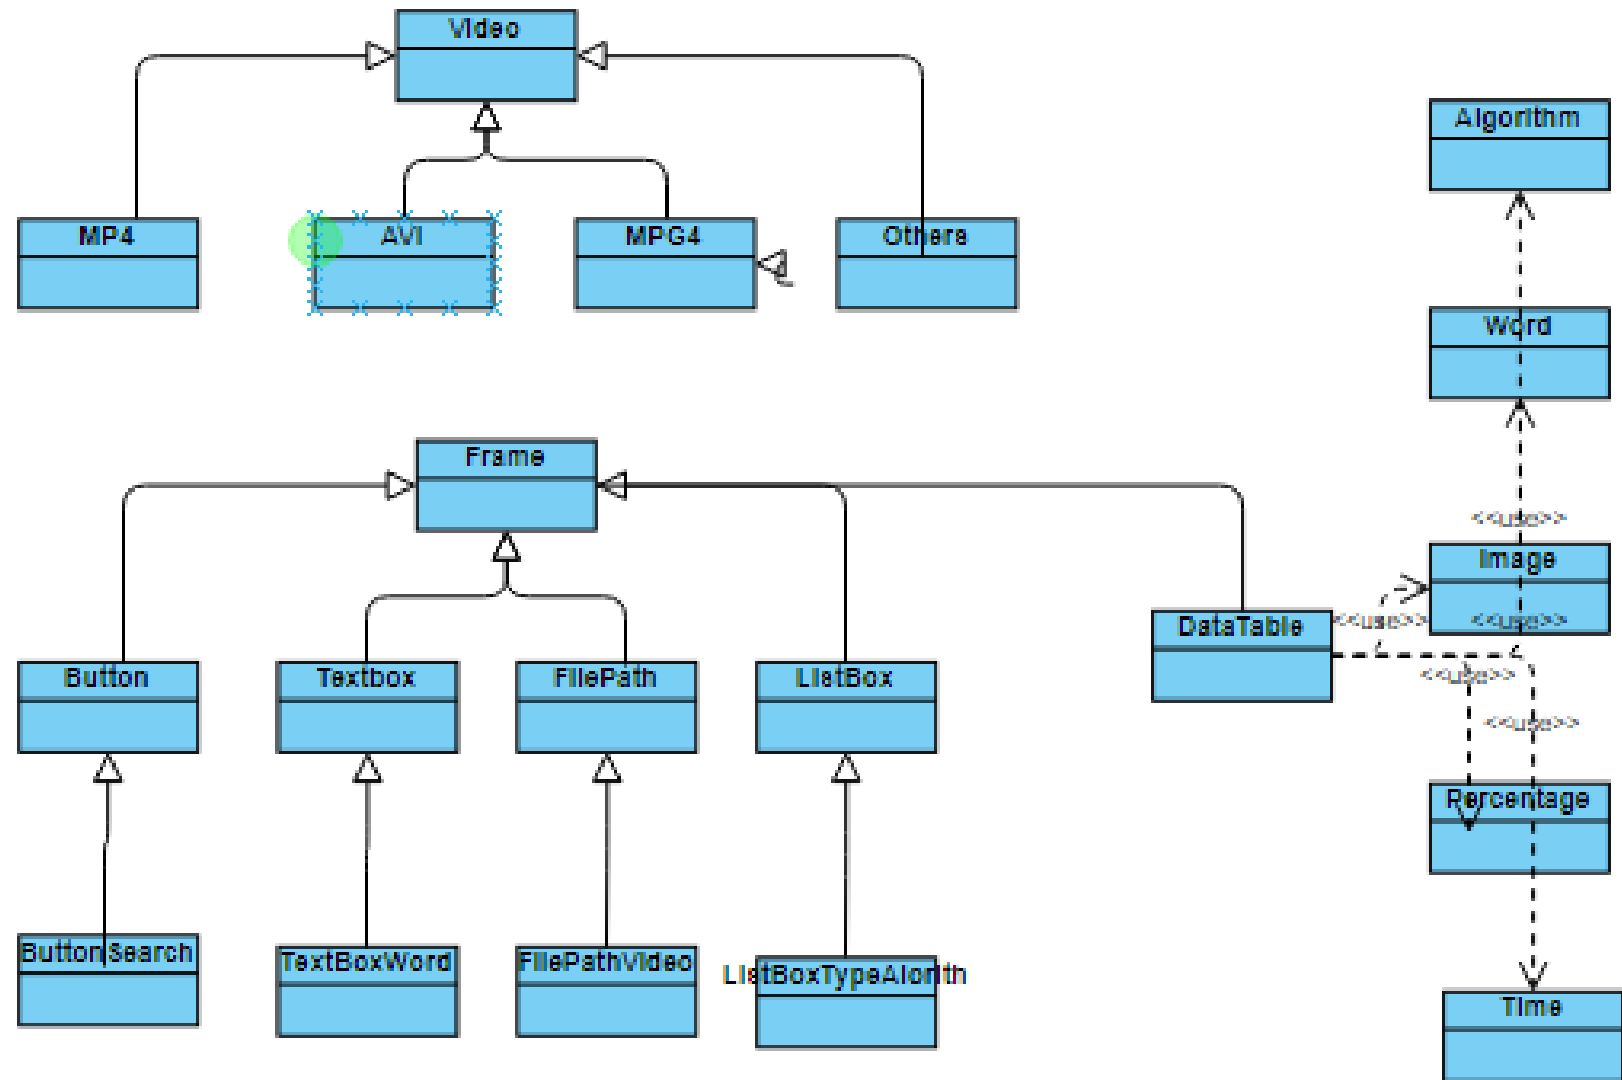 Video
Algorithm
MP4
AVI
MPG4
Others
Word
Frame
<<use>>
Image
<<use>>
<<use>>
DataTable
Button
Textbox
FilePath
ListBox
<<use>>
<<use>>
Percentage
ButtonSearch
TextBoxWord
FilePathVideo
ListBoxTypeAlorith
Time